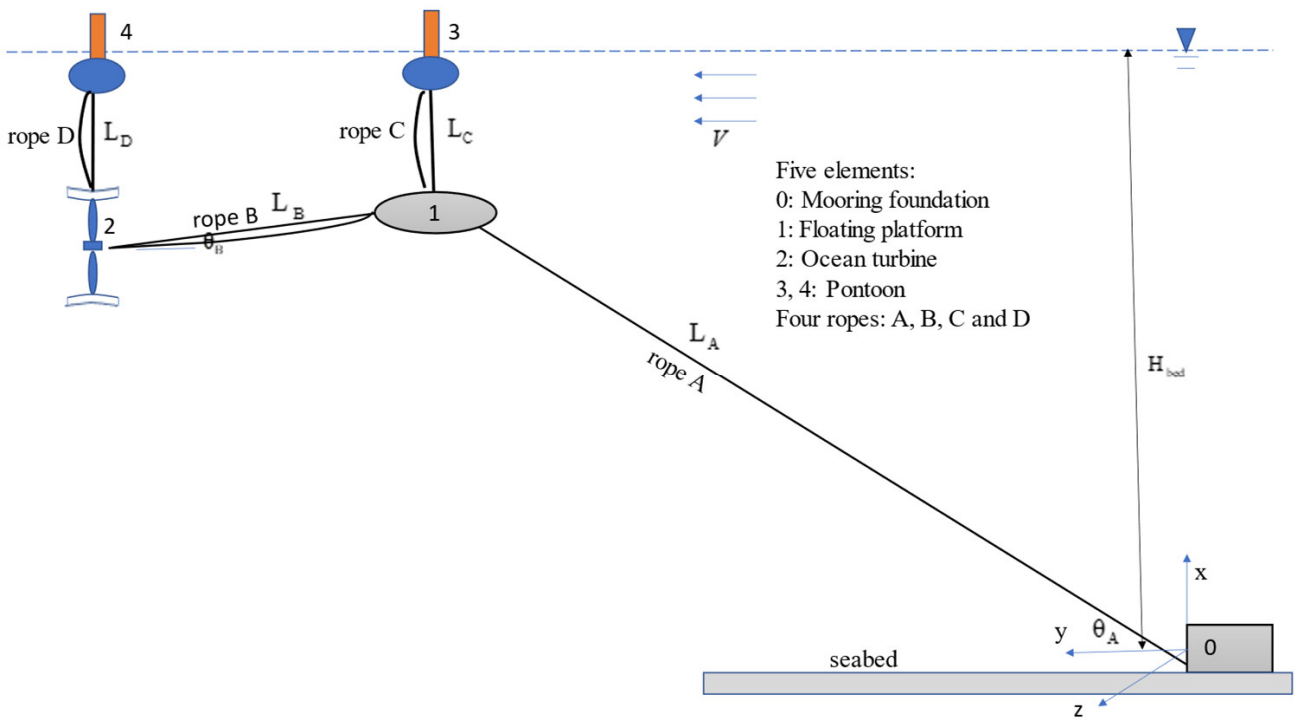 4
3
rope D
L_D
rope C
L_C
V
Five elements:
0: Mooring foundation
1: Floating platform
2: Ocean turbine
3, 4: Pontoon
Four ropes: A, B, C and D
2
rope B
L_B
θ_B
1
L_A
rope A
H_bed
x
y
θ_A
0
seabed
z